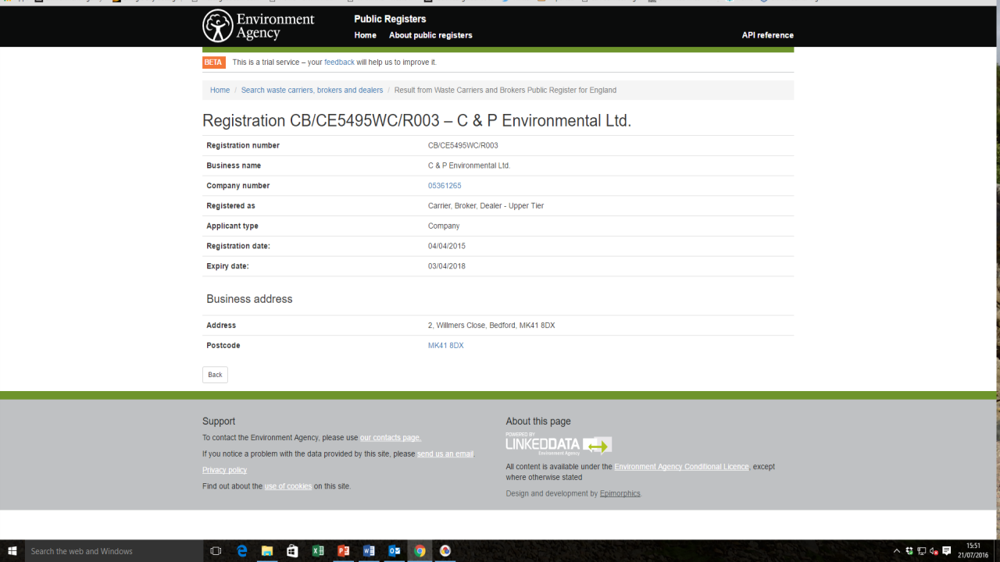 Environment
Agency
Public Registers
Home About public registers
API reference
BETA This is a trial service – your feedback will help us to improve it.
Home / Search waste carriers, brokers and dealers / Result from Waste Carriers and Brokers Public Register for England
Registration CB/CE5495WC/R003 – C & P Environmental Ltd.
Registration number CB/CE5495WC/R003
Business name C & P Environmental Ltd.
Company number 05361265
Registered as Carrier, Broker, Dealer - Upper Tier
Applicant type Company
Registration date: 04/04/2015
Expiry date: 03/04/2018
Business address
Address 2, Willmers Close, Bedford, MK41 8DX
Postcode MK41 8DX
Back
Support
To contact the Environment Agency, please use our contacts page.
If you notice a problem with the data provided by this site, please send us an email.
Privacy policy
Find out about the use of cookies on this site.
About this page
POWERED BY
LINKEDDATA
Environment Agency
All content is available under the Environment Agency Conditional Licence, except
where otherwise stated
Design and development by Epimorphics.
Search the web and Windows
15:51
21/07/2016